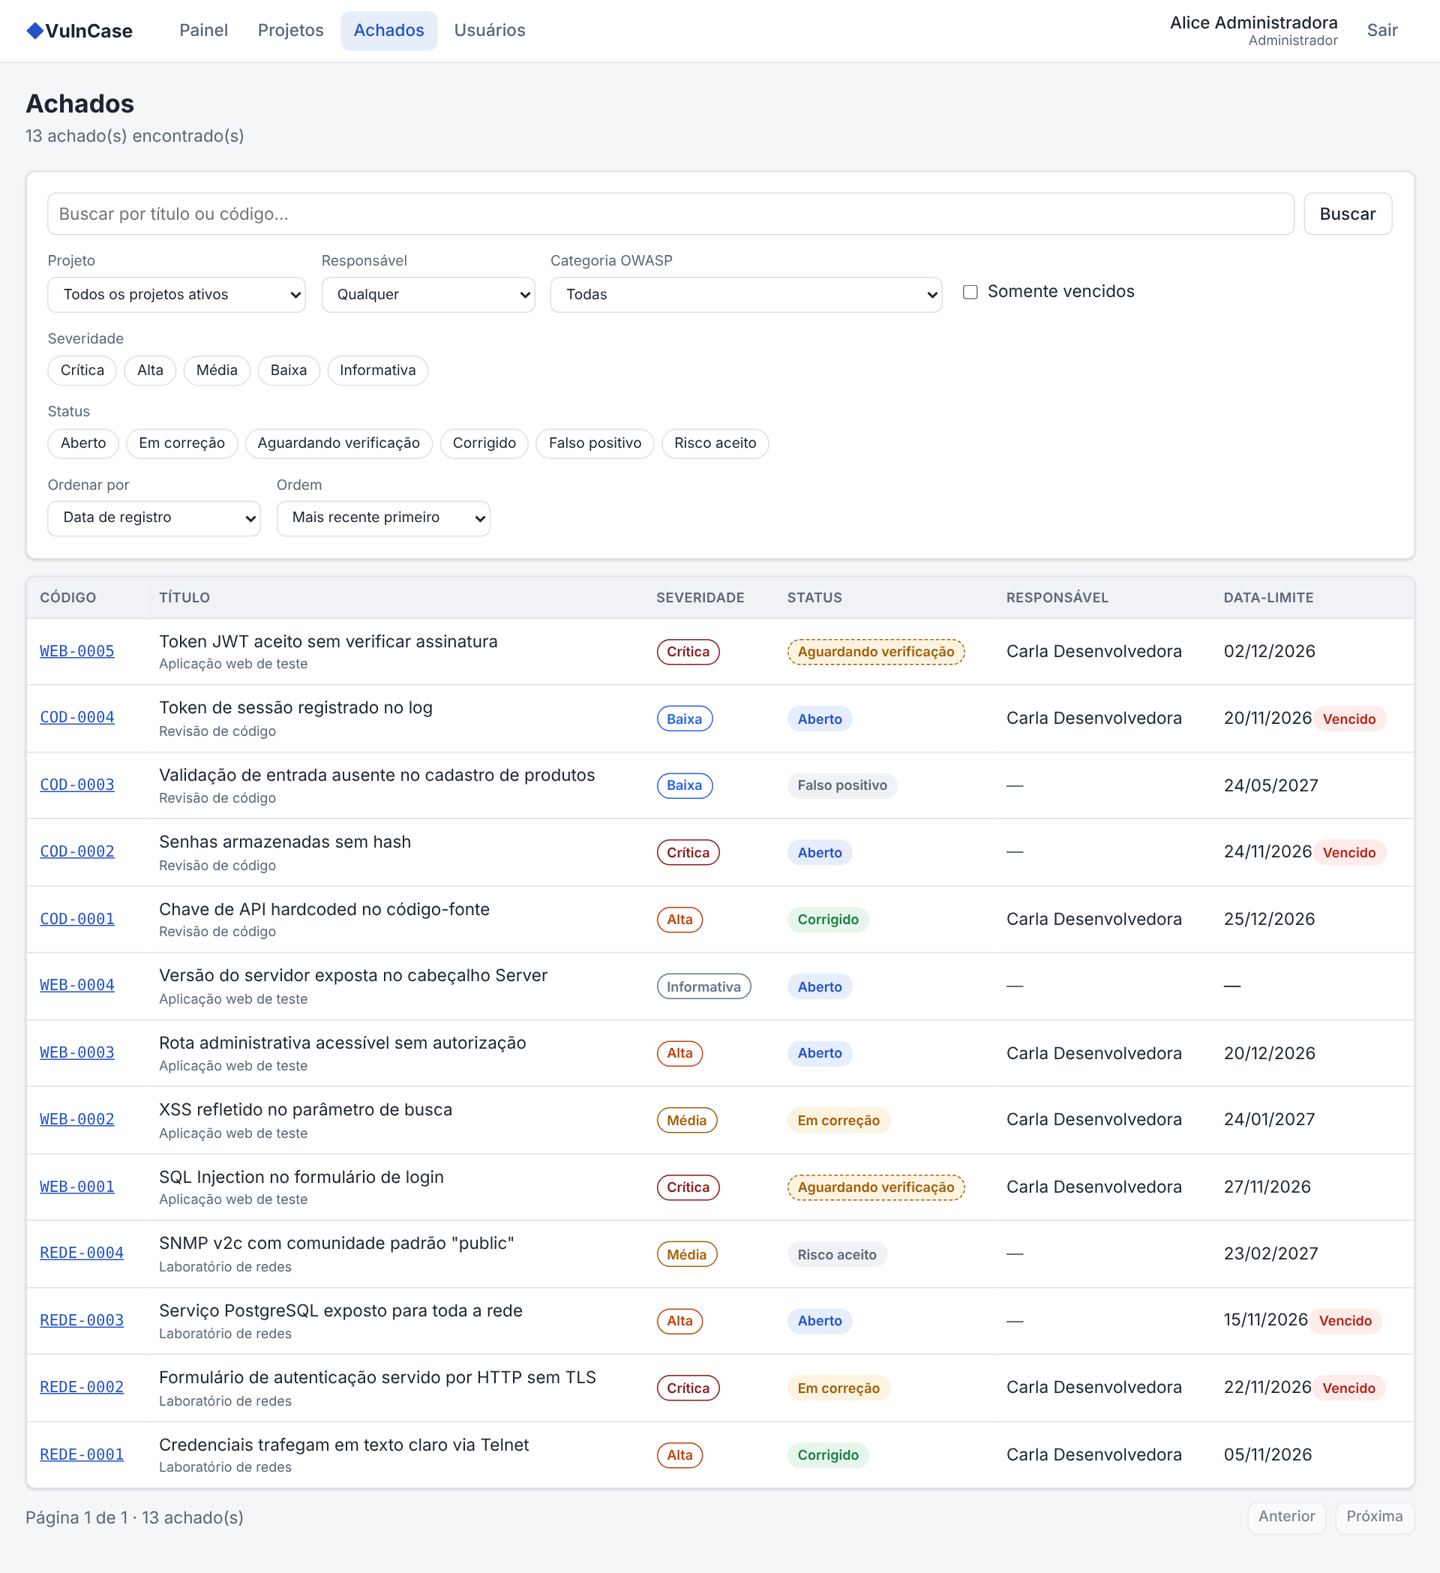 VulnCase Painel Projetos Achados Usuários Alice Administradora Sair
Administrador
Achados
13 achado(s) encontrado(s)
Buscar por título ou código... Buscar
Projeto Responsável Categoria OWASP
Todos os projetos ativos Qualquer Todas Somente vencidos
Severidade
Crítica Alta Média Baixa Informativa
Status
Aberto Em correção Aguardando verificação Corrigido Falso positivo Risco aceito
Ordenar por Ordem
Data de registro Mais recente primeiro
CÓDIGO TÍTULO SEVERIDADE STATUS RESPONSÁVEL DATA-LIMITE
WEB-0005 Token JWT aceito sem verificar assinatura Crítica Aguardando verificação Carla Desenvolvedora 02/12/2026
Aplicação web de teste
COD-0004 Token de sessão registrado no log Baixa Aberto Carla Desenvolvedora 20/11/2026 Vencido
Revisão de código
COD-0003 Validação de entrada ausente no cadastro de produtos Baixa Falso positivo — 24/05/2027
Revisão de código
COD-0002 Senhas armazenadas sem hash Crítica Aberto — 24/11/2026 Vencido
Revisão de código
COD-0001 Chave de API hardcoded no código-fonte Alta Corrigido Carla Desenvolvedora 25/12/2026
Revisão de código
WEB-0004 Versão do servidor exposta no cabeçalho Server Informativa Aberto — —
Aplicação web de teste
WEB-0003 Rota administrativa acessível sem autorização Alta Aberto Carla Desenvolvedora 20/12/2026
Aplicação web de teste
WEB-0002 XSS refletido no parâmetro de busca Média Em correção Carla Desenvolvedora 24/01/2027
Aplicação web de teste
WEB-0001 SQL Injection no formulário de login Crítica Aguardando verificação Carla Desenvolvedora 27/11/2026
Aplicação web de teste
REDE-0004 SNMP v2c com comunidade padrão "public" Média Risco aceito — 23/02/2027
Laboratório de redes
REDE-0003 Serviço PostgreSQL exposto para toda a rede Alta Aberto — 15/11/2026 Vencido
Laboratório de redes
REDE-0002 Formulário de autenticação servido por HTTP sem TLS Crítica Em correção Carla Desenvolvedora 22/11/2026 Vencido
Laboratório de redes
REDE-0001 Credenciais trafegam em texto claro via Telnet Alta Corrigido Carla Desenvolvedora 05/11/2026
Laboratório de redes
Página 1 de 1 · 13 achado(s) Anterior Próxima